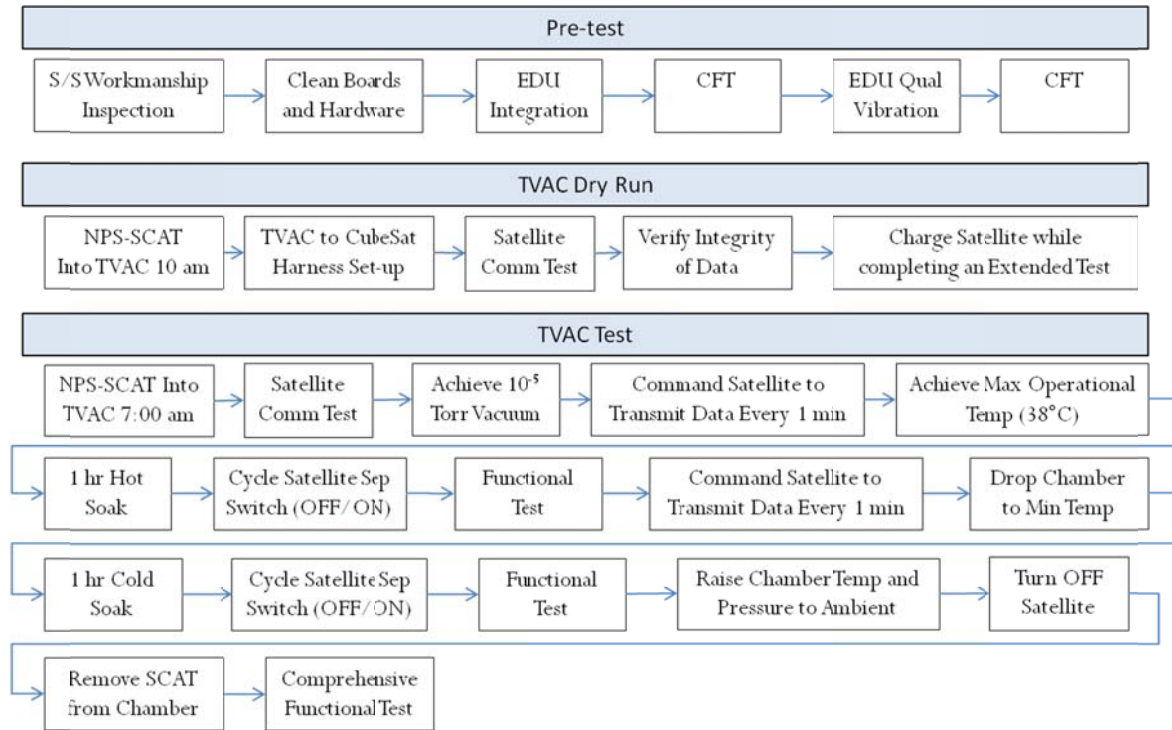 Pre-test
S/S Workmanship
Inspection
Clean Boards
and Hardware
EDU
Integration
CFT
EDU Qual
Vibration
CFT
TVAC Dry Run
NPS-SCAT
Into TVAC 10 am
TVAC to CubeSat
Harness Set-up
Satellite
Comm Test
Verify Integrity
of Data
Charge Satellite while
completing an Extended Test
TVAC Test
NPS-SCAT Into
TVAC 7:00 am
Satellite
Comm Test
Achieve 10⁻⁵
Torr Vacuum
Command Satellite to
Transmit Data Every 1 min
Achieve Max Operational
Temp (38°C)
1 hr Hot
Soak
Cycle Satellite Sep
Switch (OFF/ON)
Functional
Test
Command Satellite to
Transmit Data Every 1 min
Drop Chamber
to Min Temp
1 hr Cold
Soak
Cycle Satellite Sep
Switch (OFF/ON)
Functional
Test
Raise Chamber Temp and
Pressure to Ambient
Turn OFF
Satellite
Remove SCAT
from Chamber
Comprehensive
Functional Test